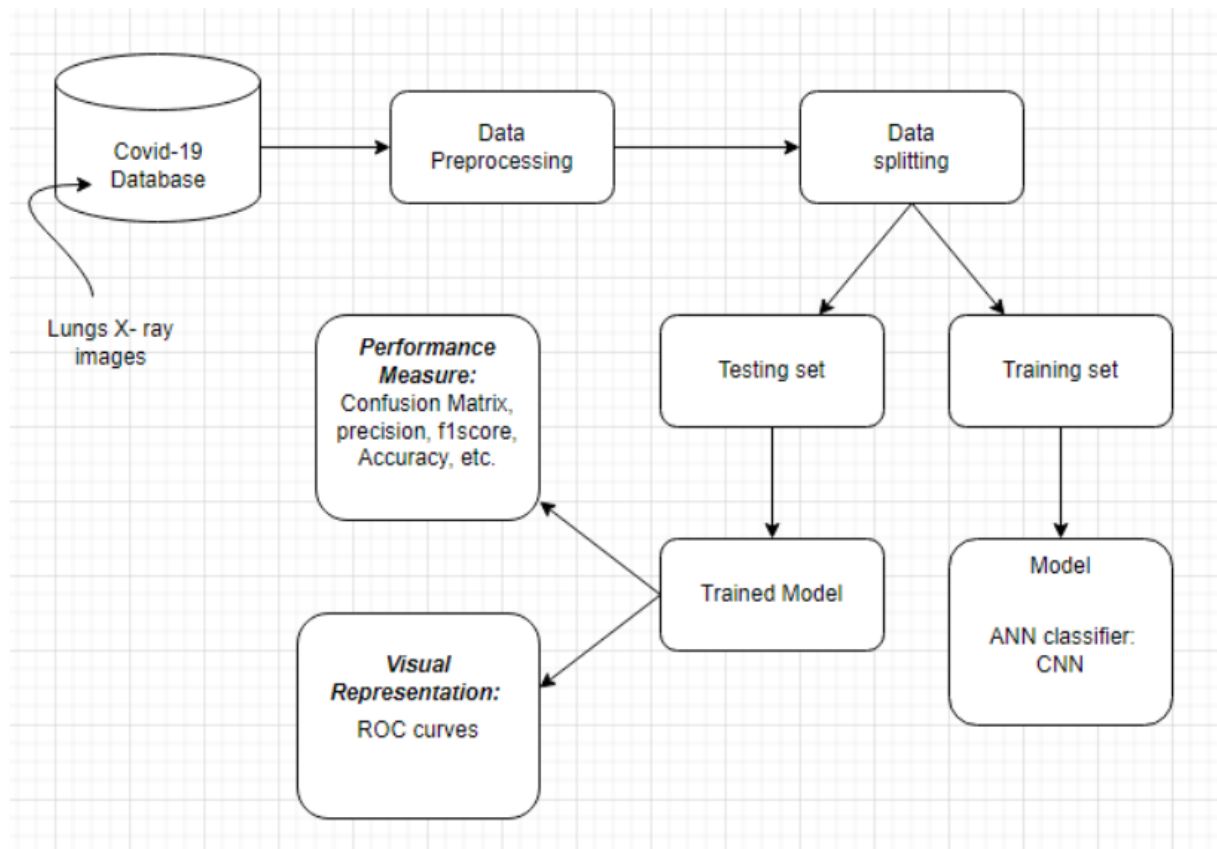 Covid-19
Database
Data
Preprocessing
Data
splitting
Lungs X- ray
images
Performance
Measure:
Confusion Matrix,
precision, f1score,
Accuracy, etc.
Testing set
Training set
Trained Model
Model
ANN classifier:
CNN
Visual
Representation:
ROC curves